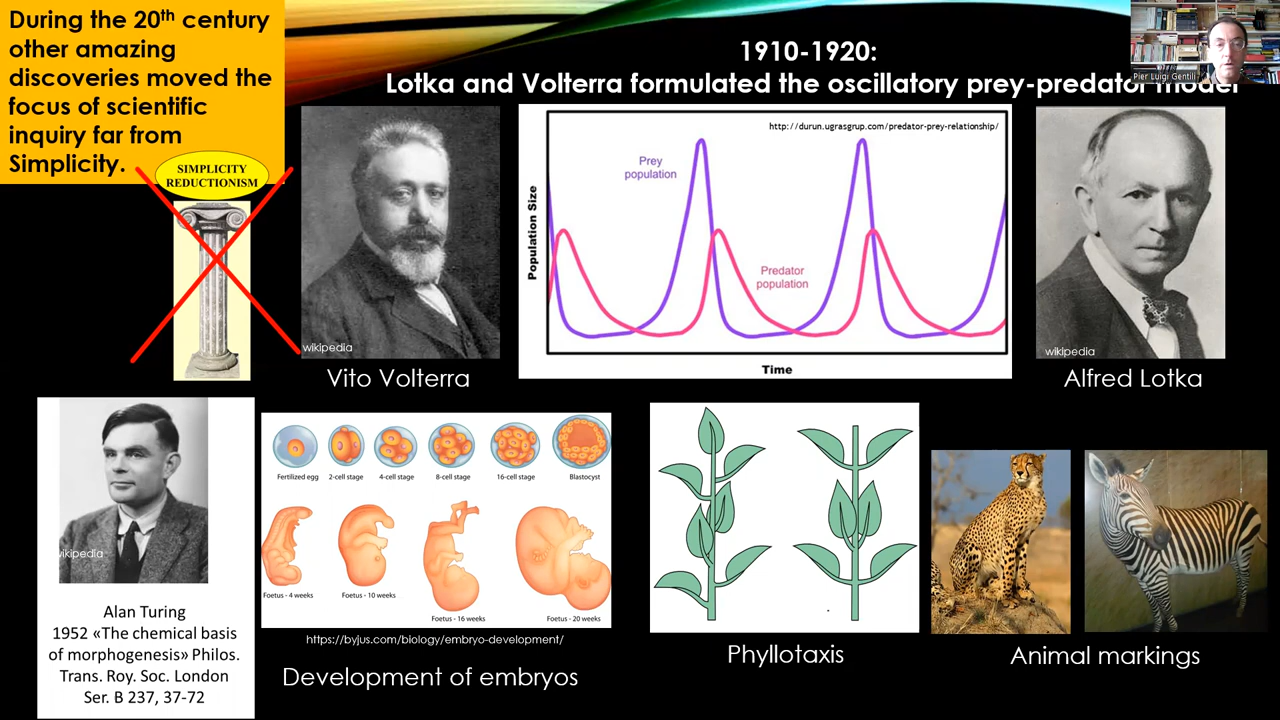 During the 20th century
other amazing
discoveries moved the
focus of scientific
inquiry far from
Simplicity.
SIMPLICITY
REDUCTIONISM
1910-1920:
Lotka and Volterra formulated the oscillatory prey-predator model
Pier Luigi Gentili
http://durun.ugrasgrup.com/predator-prey-relationship/
Prey
population
Predator
population
Population Size
Time
wikipedia
Vito Volterra
wikipedia
Alfred Lotka
wikipedia
Alan Turing
1952 «The chemical basis
of morphogenesis» Philos.
Trans. Roy. Soc. London
Ser. B 237, 37-72
Fertilized egg 2-cell stage 4-cell stage 8-cell stage 16-cell stage Blastocyst
Foetus - 4 weeks Foetus - 10 weeks
Foetus - 16 weeks Foetus - 20 weeks
https://byjus.com/biology/embryo-development/
Development of embryos
Phyllotaxis
Animal markings